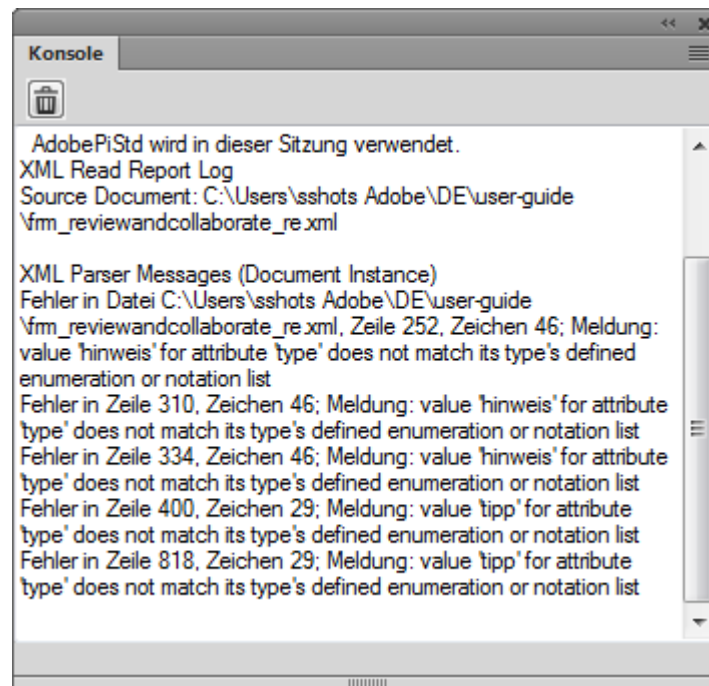 Konsole
AdobePiStd wird in dieser Sitzung verwendet.
XML Read Report Log
Source Document: C:\Users\sshots Adobe\DE\user-guide
\frm_reviewandcollaborate_re.xml
XML Parser Messages (Document Instance)
Fehler in Datei C:\Users\sshots Adobe\DE\user-guide
\frm_reviewandcollaborate_re.xml, Zeile 252, Zeichen 46; Meldung:
value 'hinweis' for attribute 'type' does not match its type's defined
enumeration or notation list
Fehler in Zeile 310, Zeichen 46; Meldung: value 'hinweis' for attribute
'type' does not match its type's defined enumeration or notation list
Fehler in Zeile 334, Zeichen 46; Meldung: value 'hinweis' for attribute
'type' does not match its type's defined enumeration or notation list
Fehler in Zeile 400, Zeichen 29; Meldung: value 'tipp' for attribute
'type' does not match its type's defined enumeration or notation list
Fehler in Zeile 818, Zeichen 29; Meldung: value 'tipp' for attribute
'type' does not match its type's defined enumeration or notation list